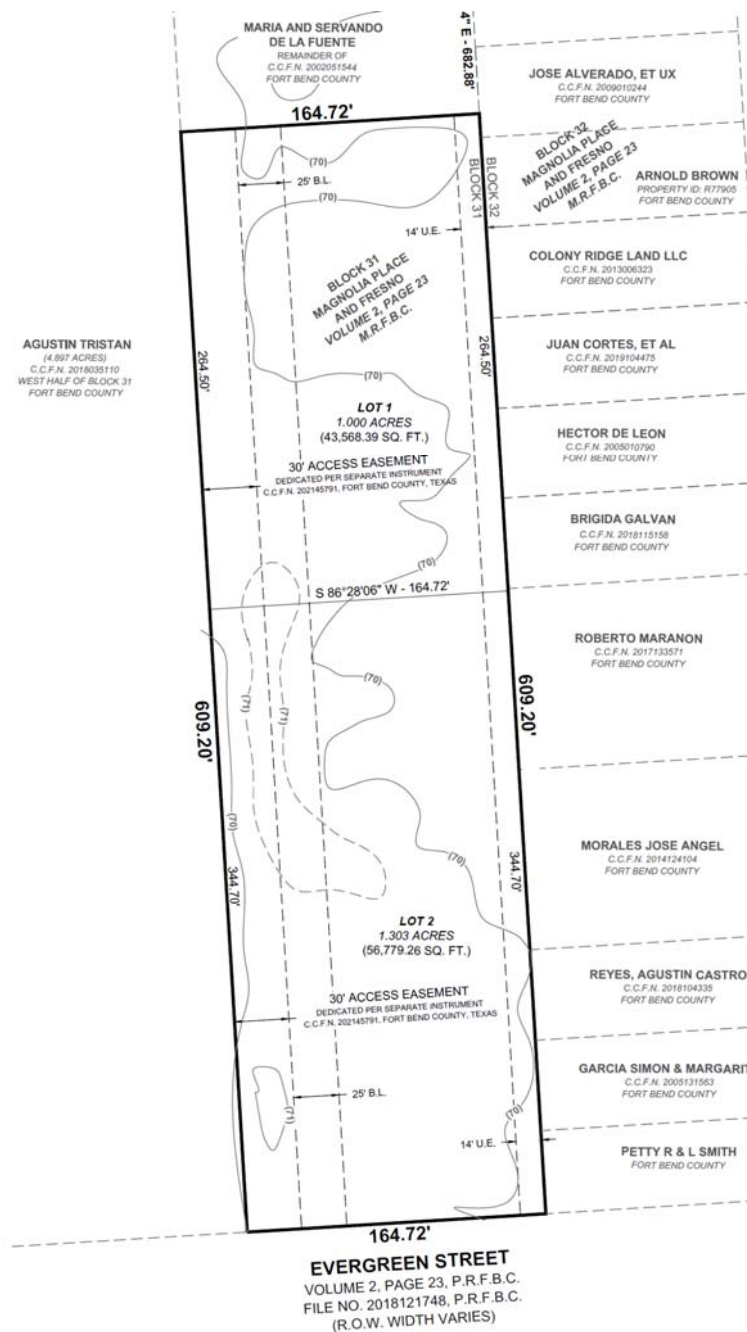 MARIA AND SERVANDO
DE LA FUENTE
REMAINDER OF
C.C.F.N. 2002051544
FORT BEND COUNTY
4" E - 682.88'
JOSE ALVERADO, ET UX
C.C.F.N. 2009010244
FORT BEND COUNTY
164.72'
(70)
25' B.L.
(70)
BLOCK 31
BLOCK 32
BLOCK 32
MAGNOLIA PLACE
AND FRESNO
VOLUME 2, PAGE 23
M.R.F.B.C.
ARNOLD BROWN
PROPERTY ID: R77905
FORT BEND COUNTY
14' U.E.
BLOCK 31
MAGNOLIA PLACE
AND FRESNO
VOLUME 2, PAGE 23
M.R.F.B.C.
COLONY RIDGE LAND LLC
C.C.F.N. 2013006323
FORT BEND COUNTY
AGUSTIN TRISTAN
(4.897 ACRES)
C.C.F.N. 2018035110
WEST HALF OF BLOCK 31
FORT BEND COUNTY
264.50'
264.50'
JUAN CORTES, ET AL
C.C.F.N. 2019104475
FORT BEND COUNTY
(70)
LOT 1
1.000 ACRES
(43,568.39 SQ. FT.)
HECTOR DE LEON
C.C.F.N. 2005010790
FORT BEND COUNTY
30' ACCESS EASEMENT
DEDICATED PER SEPARATE INSTRUMENT
C.C.F.N. 202145791, FORT BEND COUNTY, TEXAS
BRIGIDA GALVAN
C.C.F.N. 2018115158
FORT BEND COUNTY
(70)
S 86°28'06" W - 164.72'
ROBERTO MARANON
C.C.F.N. 2017133571
FORT BEND COUNTY
(70)
(71)
(71)
609.20'
609.20'
(70)
344.70'
(70)
344.70'
MORALES JOSE ANGEL
C.C.F.N. 2014124104
FORT BEND COUNTY
LOT 2
1.303 ACRES
(56,779.26 SQ. FT.)
REYES, AGUSTIN CASTRO
C.C.F.N. 2018104335
FORT BEND COUNTY
30' ACCESS EASEMENT
DEDICATED PER SEPARATE INSTRUMENT
C.C.F.N. 202145791, FORT BEND COUNTY, TEXAS
GARCIA SIMON & MARGARIT
C.C.F.N. 2005131563
FORT BEND COUNTY
(71)
25' B.L.
(70)
14' U.E.
PETTY R & L SMITH
FORT BEND COUNTY
164.72'
EVERGREEN STREET
VOLUME 2, PAGE 23, P.R.F.B.C.
FILE NO. 2018121748, P.R.F.B.C.
(R.O.W. WIDTH VARIES)